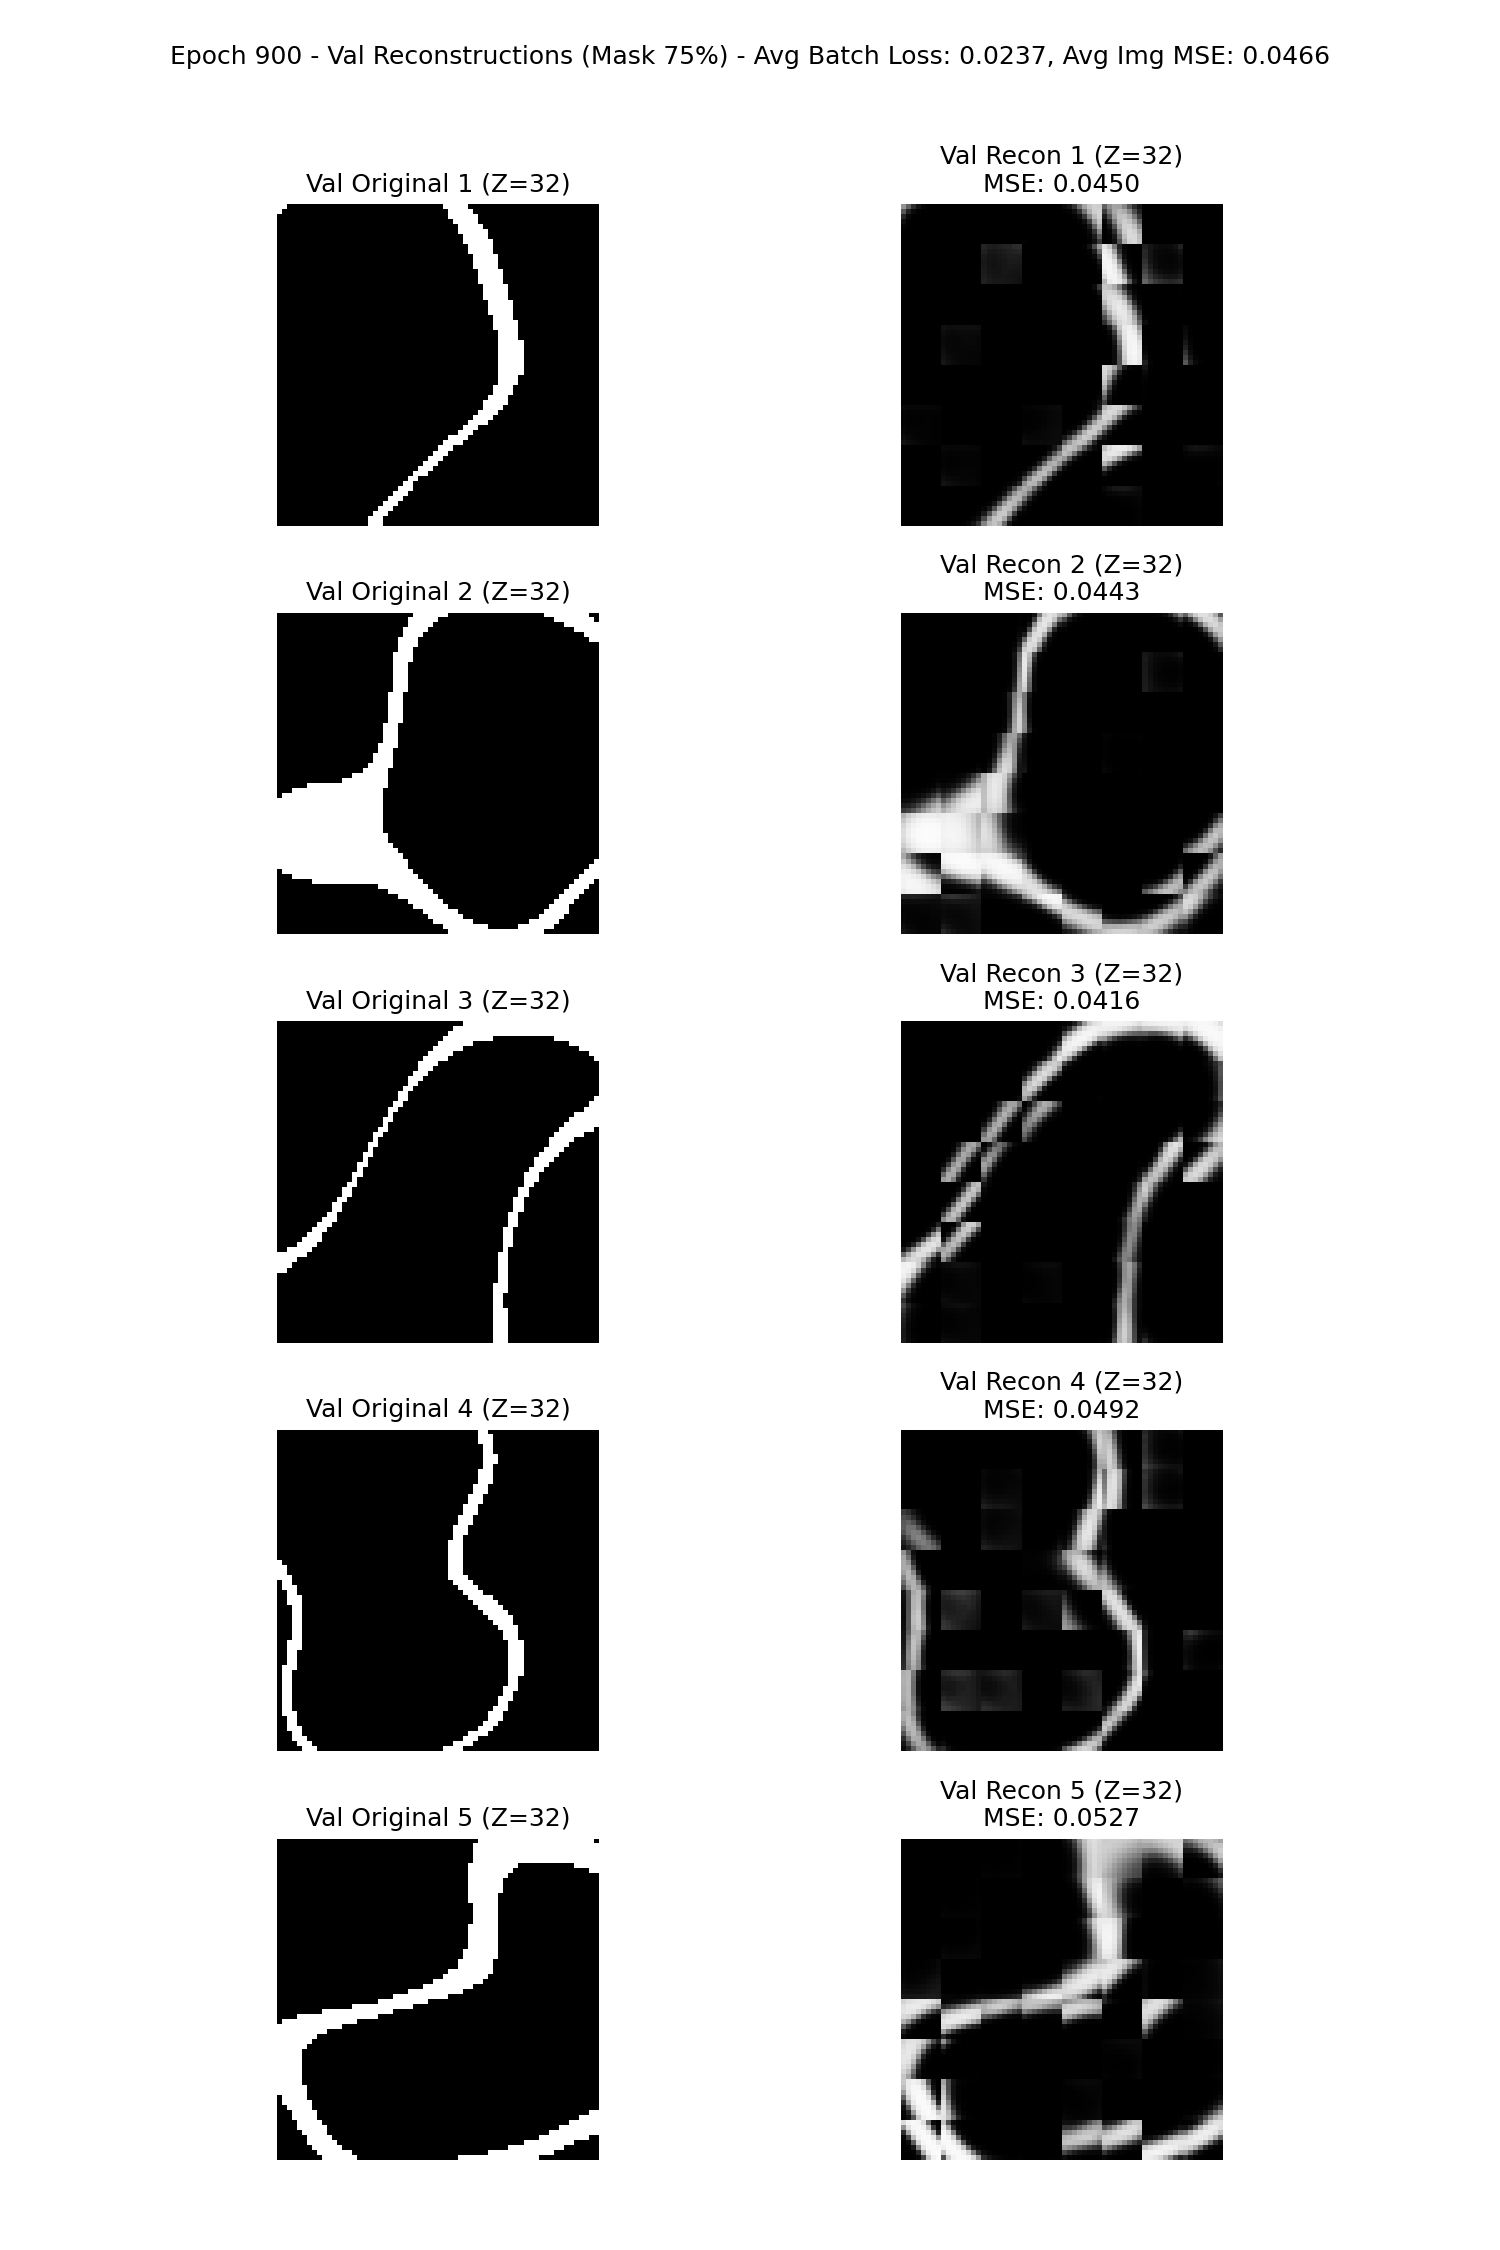 Epoch 900 - Val Reconstructions (Mask 75%) - Avg Batch Loss: 0.0237, Avg Img MSE: 0.0466
Val Original 1 (Z=32)
Val Recon 1 (Z=32)
MSE: 0.0450
Val Original 2 (Z=32)
Val Recon 2 (Z=32)
MSE: 0.0443
Val Original 3 (Z=32)
Val Recon 3 (Z=32)
MSE: 0.0416
Val Original 4 (Z=32)
Val Recon 4 (Z=32)
MSE: 0.0492
Val Original 5 (Z=32)
Val Recon 5 (Z=32)
MSE: 0.0527